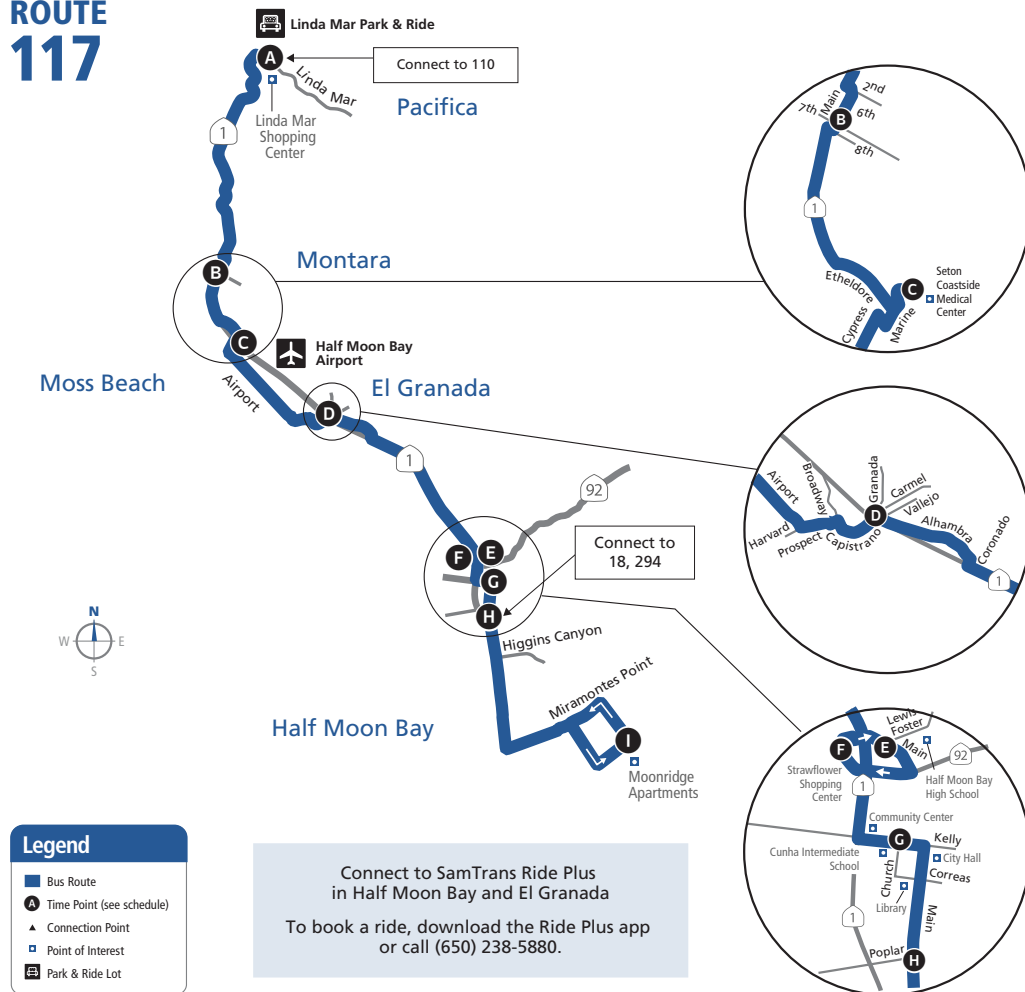 ROUTE
117
Linda Mar Park & Ride
A
Connect to 110
Linda Mar
Pacifica
Linda Mar
Shopping
Center
1
B
Montara
C
Half Moon Bay
Airport
Moss Beach
Airport
El Granada
D
1
92
F
E
G
H
Connect to
18, 294
Higgins Canyon
Miramontes Point
Half Moon Bay
I
Moonridge
Apartments
N
W
E
S
2nd
Main
7th
B
6th
8th
1
Etheldore
C
Seton
Coastside
Medical
Center
Cypress
Marine
Airport
Broadway
Granada
Carmel
Vallejo
D
Harvard
Prospect
Capistrano
Alhambra
Coronado
1
Lewis
Foster
F
E
Main
92
Strawflower
Shopping
Center
Half Moon Bay
High School
1
Community Center
G
Kelly
Cunha Intermediate
School
City Hall
Church
Correas
Library
1
Main
Poplar
H
Legend
Bus Route
A
Time Point (see schedule)
Connection Point
Point of Interest
Park & Ride Lot
Connect to SamTrans Ride Plus
in Half Moon Bay and El Granada
To book a ride, download the Ride Plus app
or call (650) 238-5880.